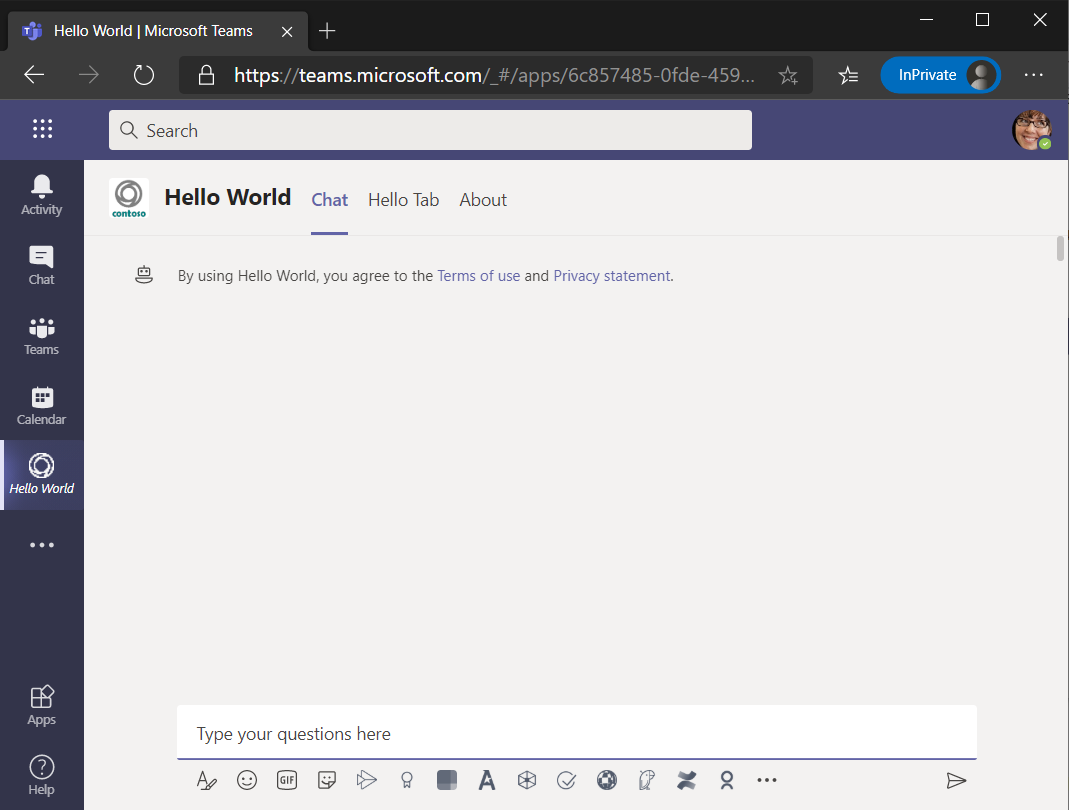 Hello World | Microsoft Teams
https://teams.microsoft.com/_#/apps/6c857485-0fde-459...
InPrivate
Search
Activity
Chat
Teams
Calendar
Hello World
Apps
Help
contoso
Hello World
Chat
Hello Tab
About
By using Hello World, you agree to the Terms of use and Privacy statement.
Type your questions here
GIF